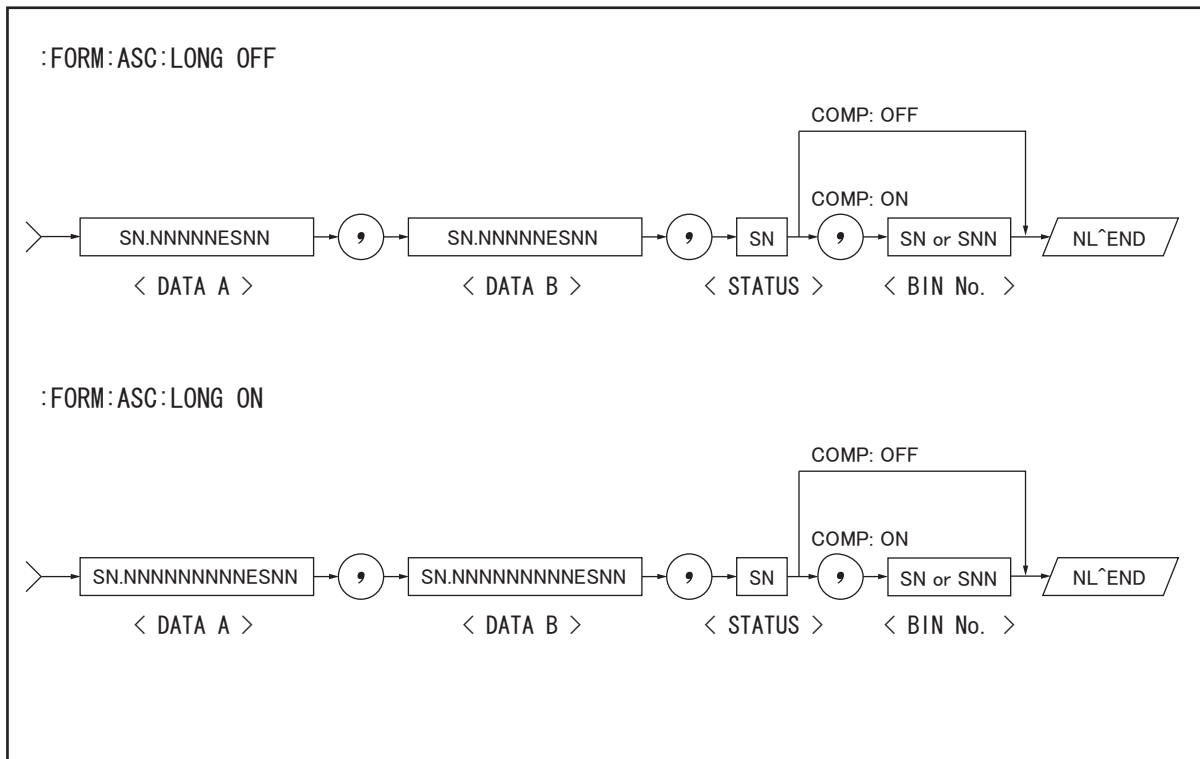 :FORM:ASC:LONG OFF
COMP: OFF
COMP: ON
SN.NNNNNESNN , SN.NNNNNESNN , SN , SN or SNN NL^END
< DATA A > < DATA B > < STATUS > < BIN No. >
:FORM:ASC:LONG ON
COMP: OFF
COMP: ON
SN.NNNNNNNNNESNN , SN.NNNNNNNNNESNN , SN , SN or SNN NL^END
< DATA A > < DATA B > < STATUS > < BIN No. >